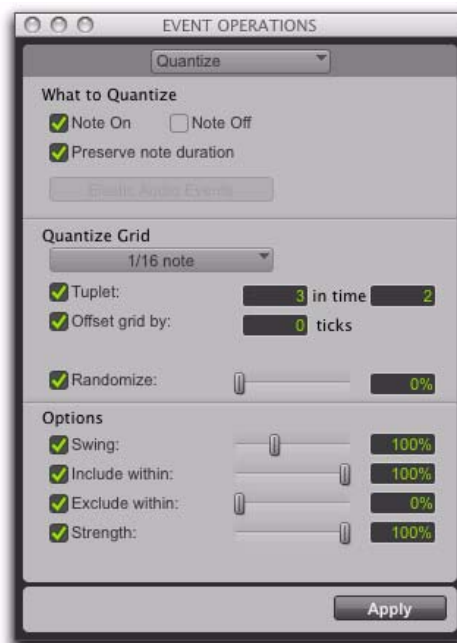 EVENT OPERATIONS
Quantize
What to Quantize
Note On Note Off
Preserve note duration
Elastic Audio Events
Quantize Grid
1/16 note
Tuplet: 3 in time 2
Offset grid by: 0 ticks
Randomize: 0%
Options
Swing: 100%
Include within: 100%
Exclude within: 0%
Strength: 100%
Apply